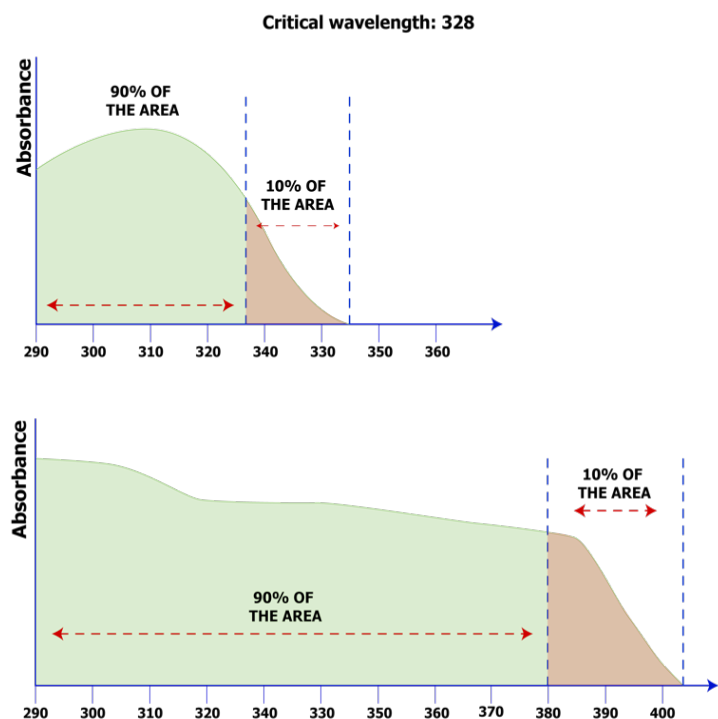 Critical wavelength: 328
Absorbance
90% OF
THE AREA
10% OF
THE AREA
290 300 310 320 340 330 350 360
Absorbance
10% OF
THE AREA
90% OF
THE AREA
290 300 310 320 340 330 350 360 370 380 390 400